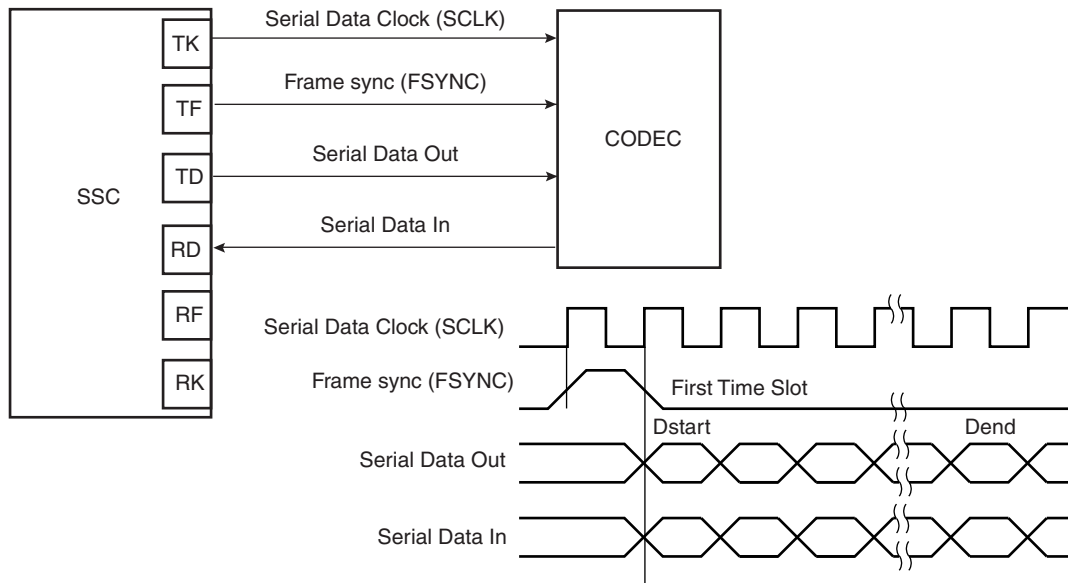 Serial Data Clock (SCLK)
TK
Frame sync (FSYNC)
TF
CODEC
Serial Data Out
TD
SSC
Serial Data In
RD
RF
Serial Data Clock (SCLK)
RK
Frame sync (FSYNC)
First Time Slot
Dstart
Dend
Serial Data Out
Serial Data In